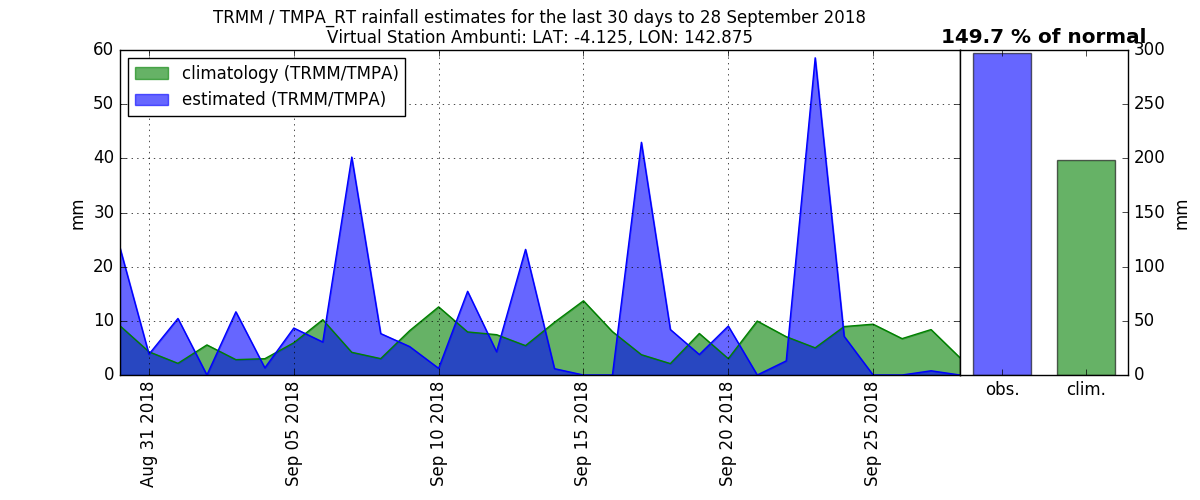 TRMM / TMPA_RT rainfall estimates for the last 30 days to 28 September 2018
Virtual Station Ambunti: LAT: -4.125, LON: 142.875
149.7 % of normal
climatology (TRMM/TMPA)
estimated (TRMM/TMPA)
60
50
40
30
20
10
0
mm
Aug 31 2018
Sep 05 2018
Sep 10 2018
Sep 15 2018
Sep 20 2018
Sep 25 2018
obs.
clim.
300
250
200
150
100
50
0
mm